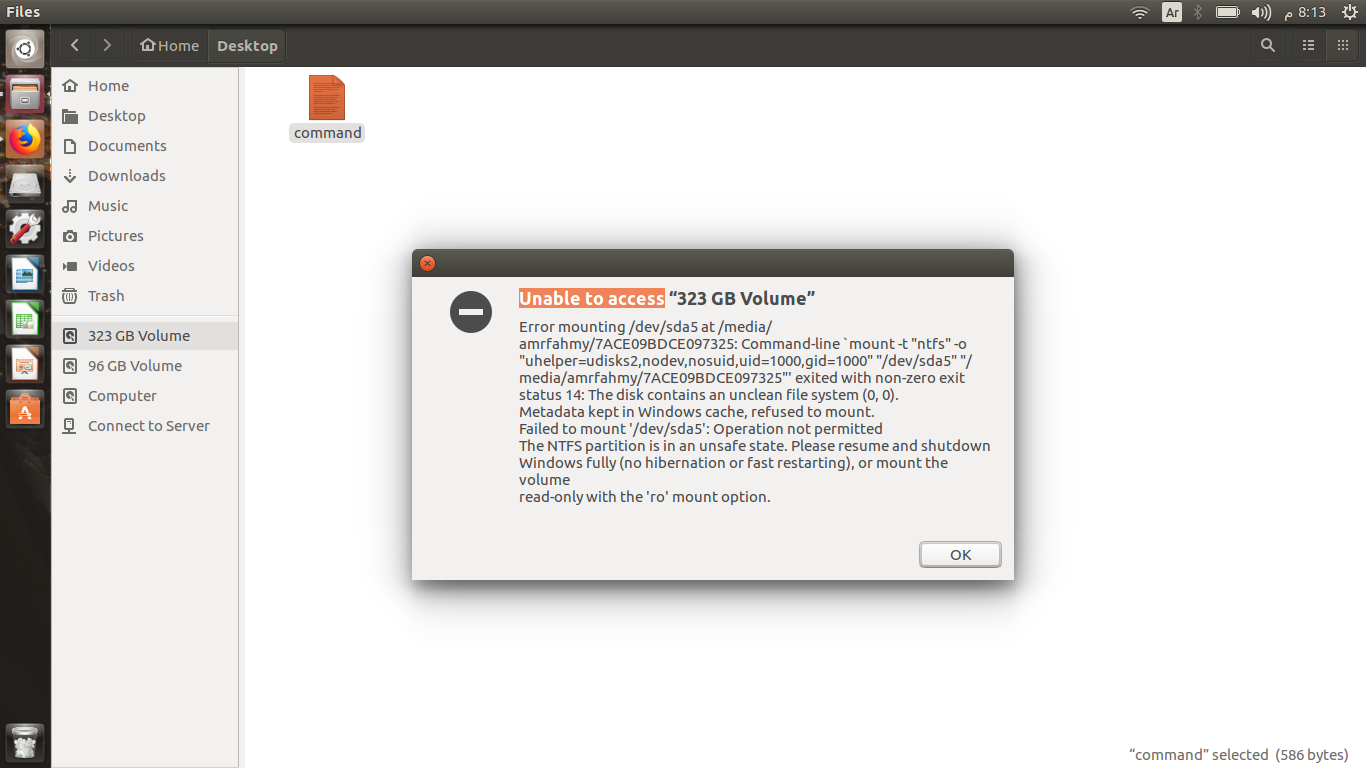 Files
Ar
8:13 م
Home
Desktop
Home
Desktop
Documents
Downloads
Music
Pictures
Videos
Trash
323 GB Volume
96 GB Volume
Computer
Connect to Server
command
Unable to access “323 GB Volume”
Error mounting /dev/sda5 at /media/
amrfahmy/7ACE09BDCE097325: Command-line `mount -t "ntfs" -o
"uhelper=udisks2,nodev,nosuid,uid=1000,gid=1000" "/dev/sda5" "/
media/amrfahmy/7ACE09BDCE097325"' exited with non-zero exit
status 14: The disk contains an unclean file system (0, 0).
Metadata kept in Windows cache, refused to mount.
Failed to mount '/dev/sda5': Operation not permitted
The NTFS partition is in an unsafe state. Please resume and shutdown
Windows fully (no hibernation or fast restarting), or mount the
volume
read-only with the 'ro' mount option.
OK
“command” selected (586 bytes)